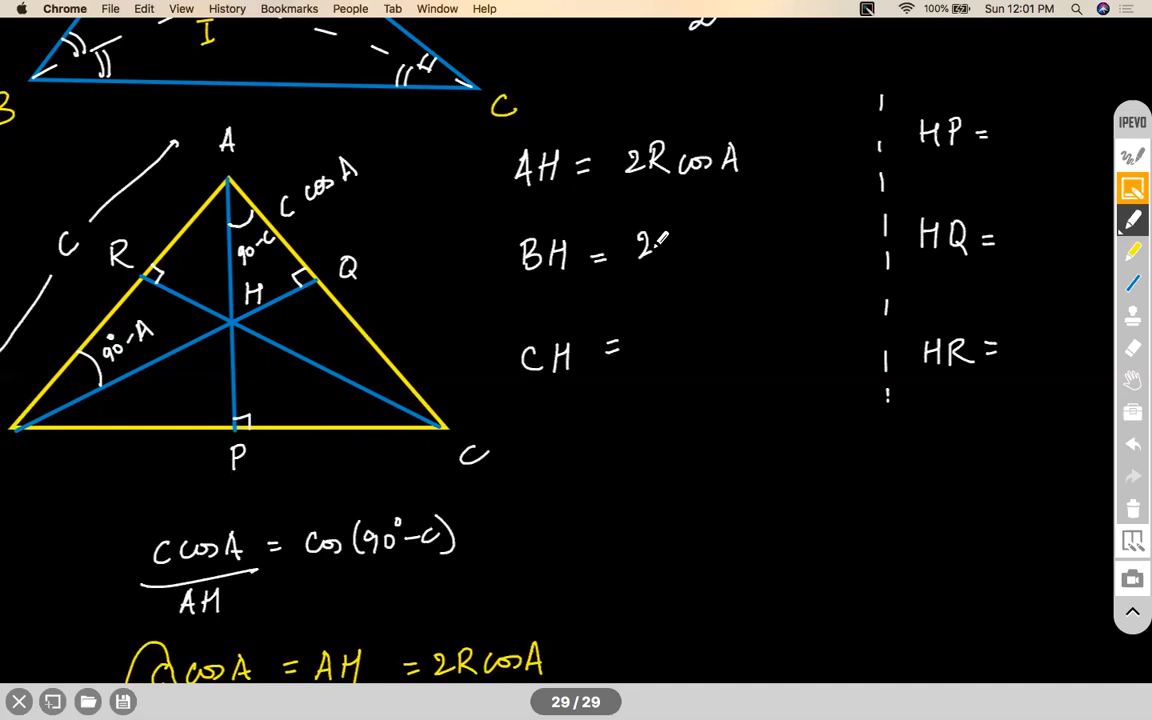 Chrome File Edit View History Bookmarks People Tab Window Help 100% Sun 12:01 PM
I
B
C
A
C
C cos A
R
90-C
Q
H
90°-A
P
C
AH = 2R cos A
BH = 2
CH =
HP =
HQ =
HR =
IPEVO
C cos A / AH = cos (90°-C)
cos A = AH = 2R cos A
29 / 29